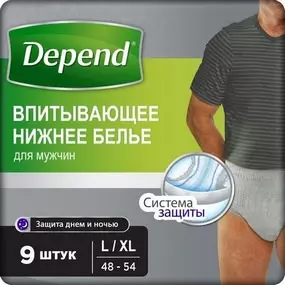 Depend
ВПИТЫВАЮЩЕЕ
НИЖНЕЕ БЕЛЬЕ
для мужчин
Система
защиты
Защита днем и ночью
9 ШТУК
L / XL
48 - 54